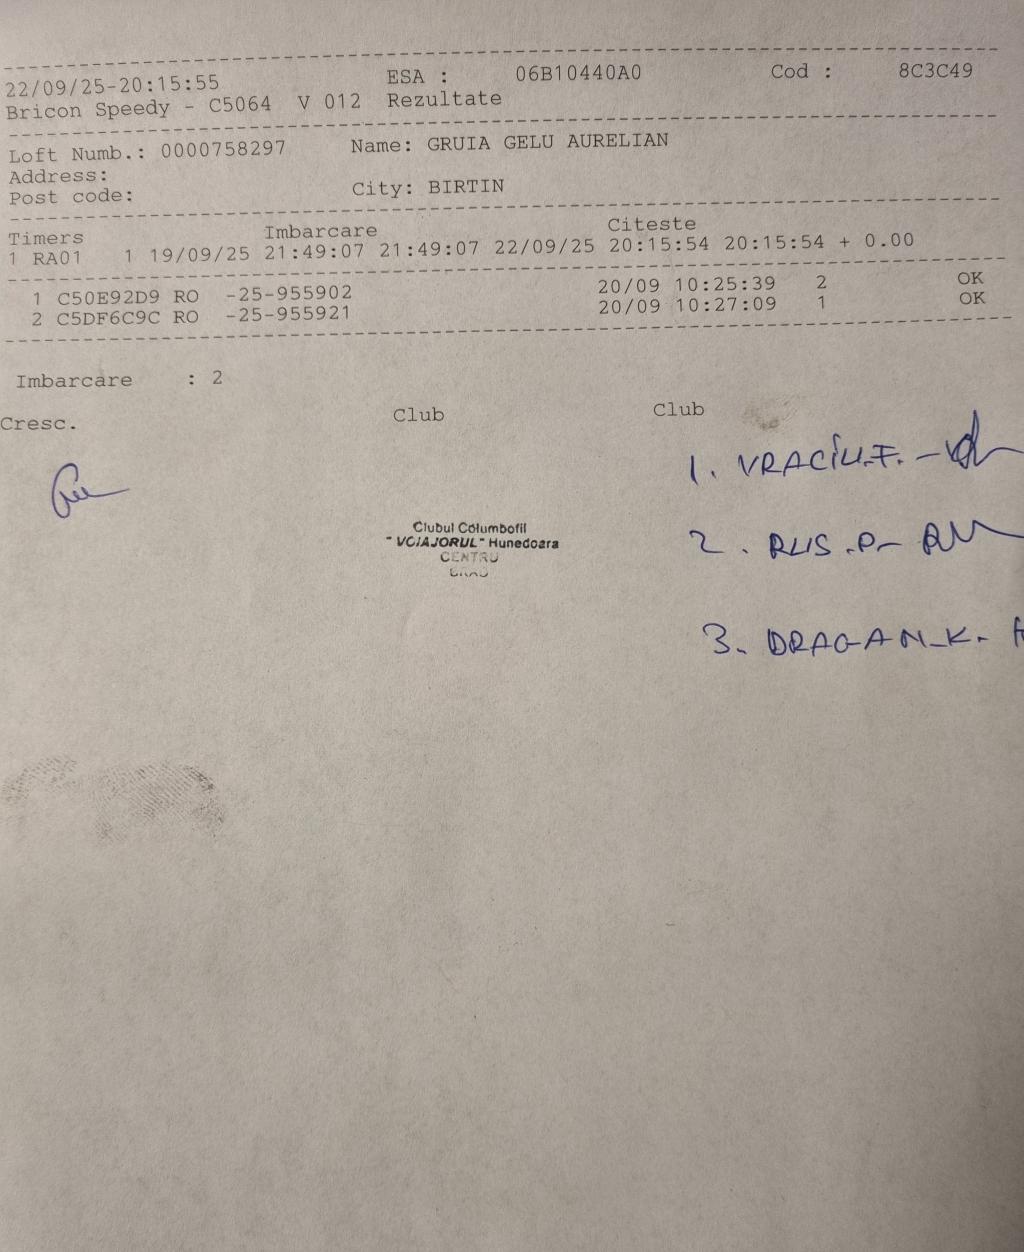 22/09/25-20:15:55 ESA : 06B10440A0 Cod : 8C3C49
Bricon Speedy - C5064 V 012 Rezultate
Loft Numb.: 0000758297 Name: GRUIA GELU AURELIAN
Address:
Post code: City: BIRTIN
Timers Imbarcare Citeste
1 RA01 1 19/09/25 21:49:07 21:49:07 22/09/25 20:15:54 20:15:54 + 0.00
1 C50E92D9 RO -25-955902 20/09 10:25:39 2 OK
2 C5DF6C9C RO -25-955921 20/09 10:27:09 1 OK
Imbarcare : 2
Cresc. Club Club
1. VRACIU.F. -
Clubul Columbofil
"VOIAJORUL" Hunedoara
CENTRU
2. RUS.P-
3. DRAGAN.K.